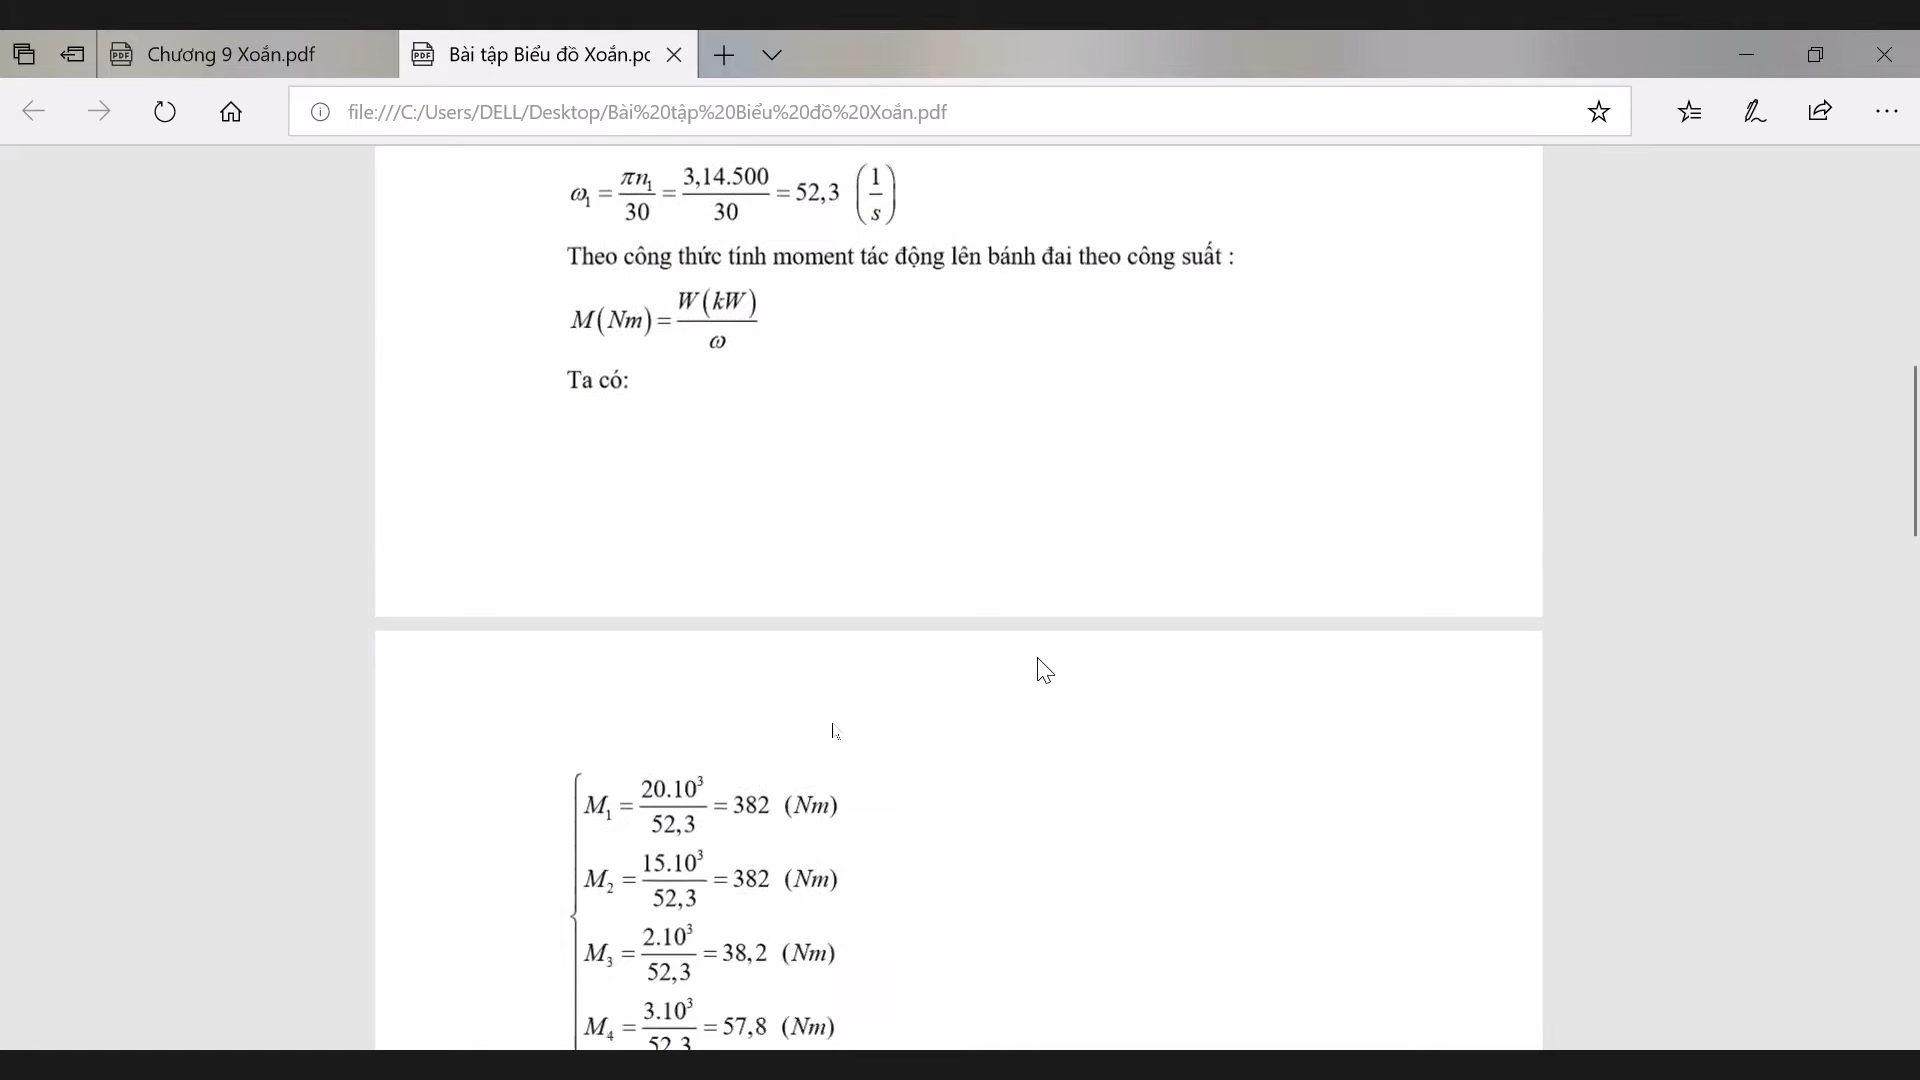 Chương 9 Xoắn.pdf
Bài tập Biểu đồ Xoắn.pc
file:///C:/Users/DELL/Desktop/Bài%20tập%20Biểu%20đồ%20Xoắn.pdf
ω₁ = πn₁/30 = 3,14.500/30 = 52,3 (1/s)
Theo công thức tính moment tác động lên bánh đai theo công suất :
M(Nm) = W(kW)/ω
Ta có:
M₁ = 20.10³/52,3 = 382 (Nm)
M₂ = 15.10³/52,3 = 382 (Nm)
M₃ = 2.10³/52,3 = 38,2 (Nm)
M₄ = 3.10³/52,3 = 57,8 (Nm)